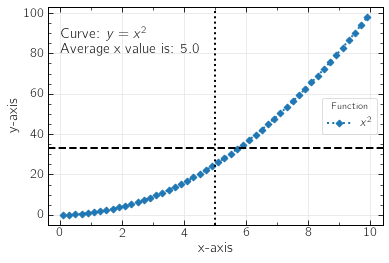 100
80
60
40
20
0
y-axis
Curve: y = x²
Average x value is: 5.0
Function
x²
0 2 4 6 8 10
x-axis